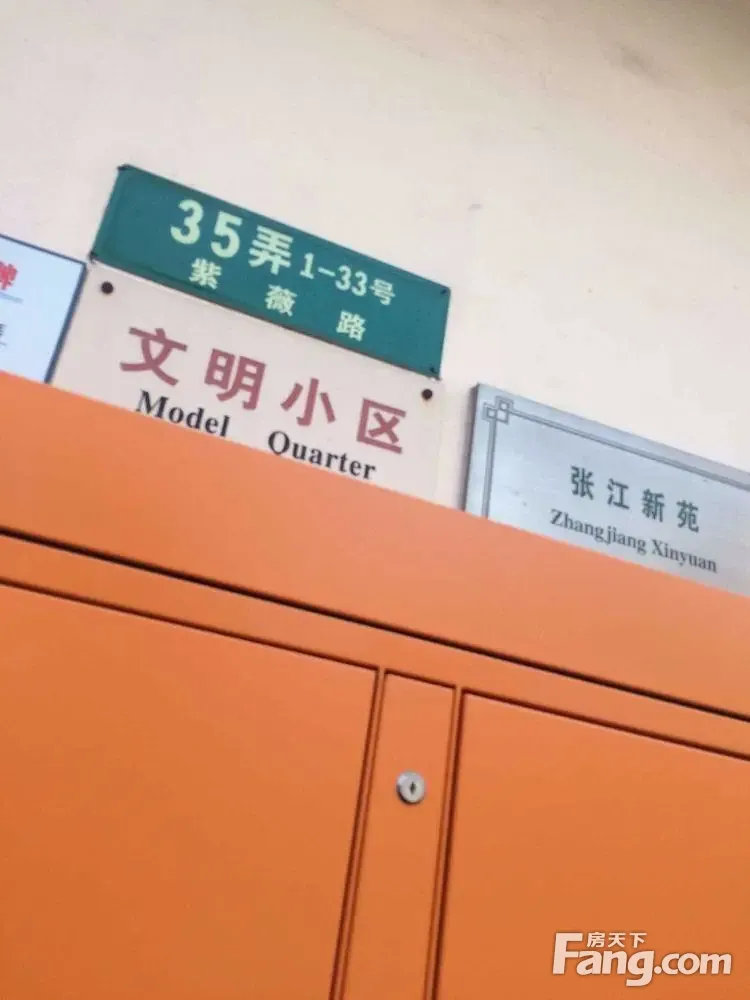 35弄1-33号
紫薇路
文明小区
Model Quarter
张江新苑
Zhangjiang Xinyuan
房天下
Fang.com